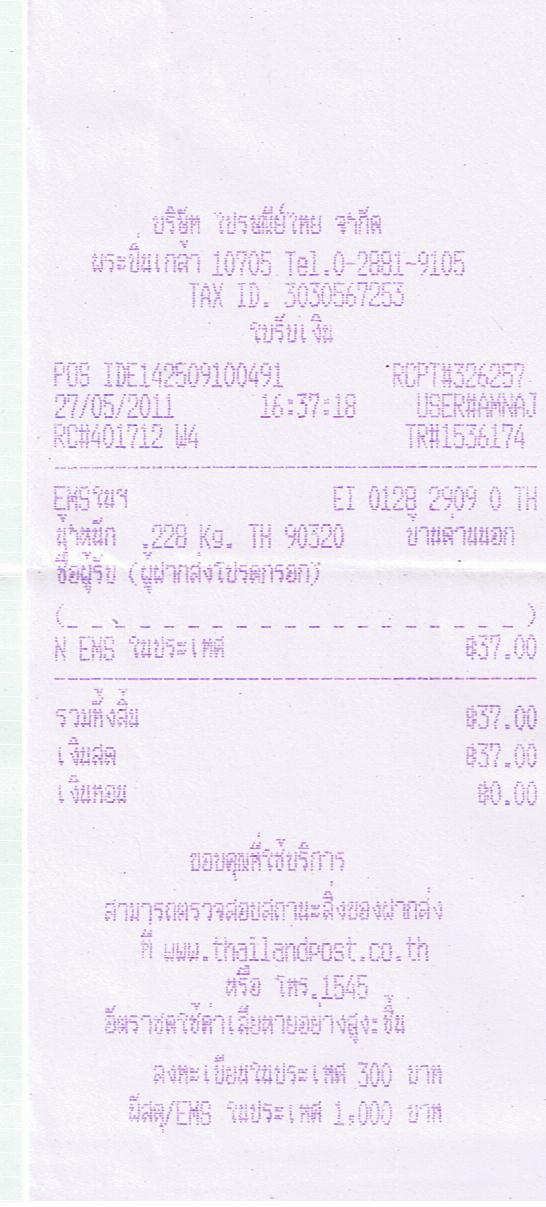 บริษัท ไปรษณีย์ไทย จำกัด
พระปิ่นเกล้า 10705 Tel.0-2881-9105
TAX ID. 3030567253
ใบรับเงิน
POS IDE142509100491 RCPT#326257
27/05/2011 16:37:18 USER#AMNAJ
RC#401712 W4 TR#1536174
EMSในฯ EI 0128 2909 0 TH
น้ำหนัก .228 Kg. TH 90320 บ้านด่านนอก
ชื่อผู้รับ (ผู้ฝากส่งโปรดกรอก)
(_ _ _ _ _ _ _ _ _ _ _ _ _ _ _ _ _ _ _)
N EMS ในประเทศ ฿37.00
รวมทั้งสิ้น ฿37.00
เงินสด ฿37.00
เงินทอน ฿0.00
ขอบคุณที่ใช้บริการ
สามารถตรวจสอบสถานะสิ่งของฝากส่ง
ที่ www.thailandpost.co.th
หรือ โทร.1545
อัตราชดใช้ค่าเสียหายอย่างสูง:ชิ้น
ลงทะเบียนในประเทศ 300 บาท
พัสดุ/EMS ในประเทศ 1,000 บาท